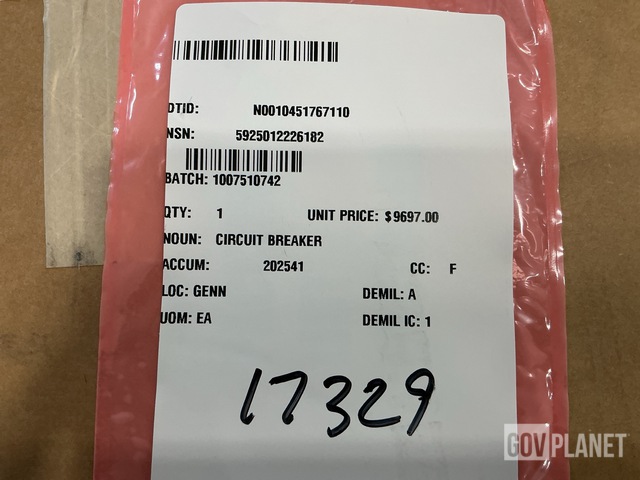 DTID: N0010451767110
NSN: 5925012226182
BATCH: 1007510742
QTY: 1 UNIT PRICE: $9697.00
NOUN: CIRCUIT BREAKER
ACCUM: 202541 CC: F
LOC: GENN DEMIL: A
UOM: EA DEMIL IC: 1
17329
GOVPLANET